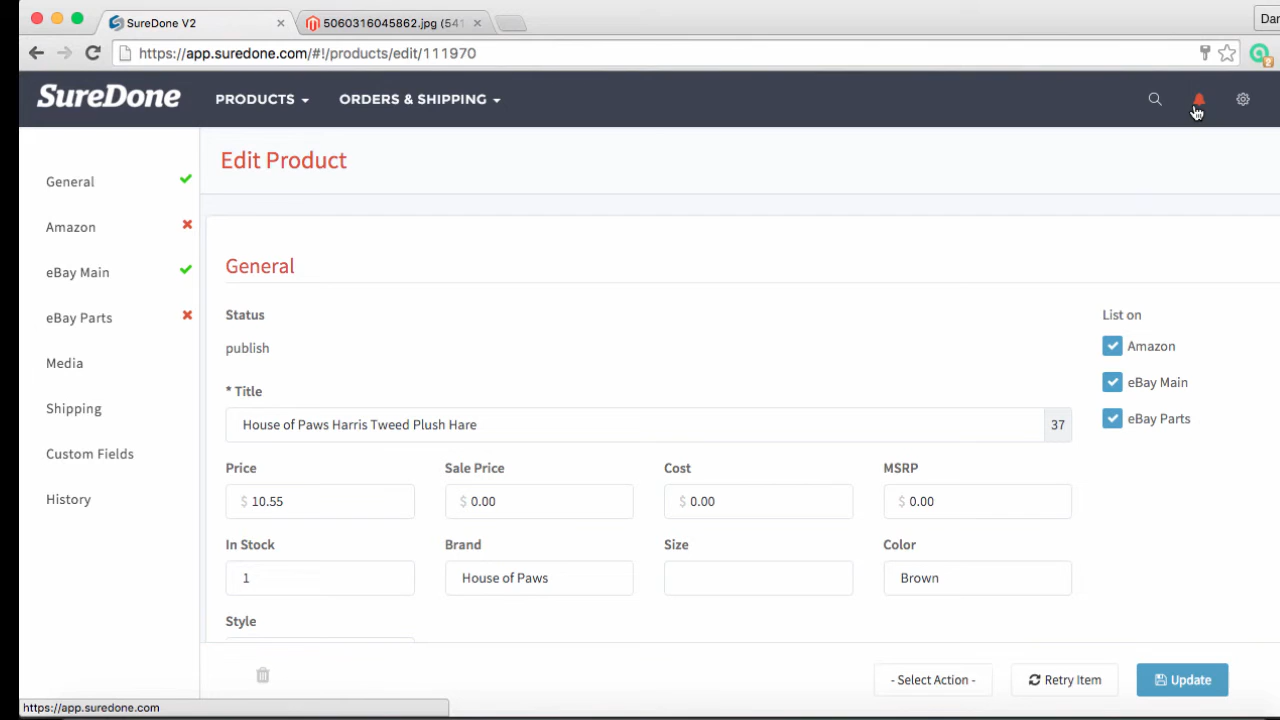 SureDone V2
5060316045862.jpg (541
Dar
https://app.suredone.com/#!/products/edit/111970
SureDone
PRODUCTS
ORDERS & SHIPPING
General
Amazon
eBay Main
eBay Parts
Media
Shipping
Custom Fields
History
Edit Product
General
Status
publish
List on
Amazon
eBay Main
eBay Parts
* Title
House of Paws Harris Tweed Plush Hare
37
Price
Sale Price
Cost
MSRP
$ 10.55
$ 0.00
$ 0.00
$ 0.00
In Stock
Brand
Size
Color
1
House of Paws
Brown
Style
- Select Action -
Retry Item
Update
https://app.suredone.com